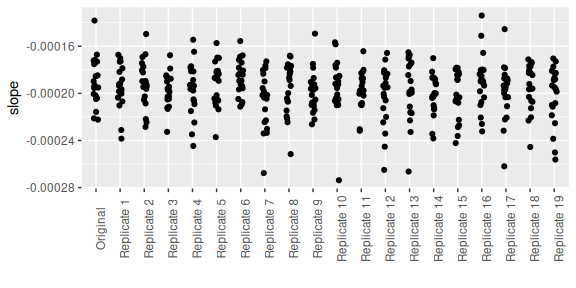 slope
-0.00016
-0.00020
-0.00024
-0.00028
Original
Replicate 1
Replicate 2
Replicate 3
Replicate 4
Replicate 5
Replicate 6
Replicate 7
Replicate 8
Replicate 9
Replicate 10
Replicate 11
Replicate 12
Replicate 13
Replicate 14
Replicate 15
Replicate 16
Replicate 17
Replicate 18
Replicate 19